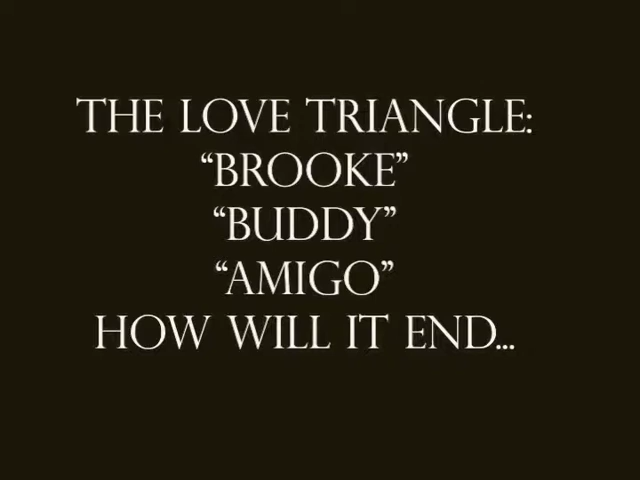 THE LOVE TRIANGLE:
“BROOKE”
“BUDDY”
“AMIGO”
HOW WILL IT END...